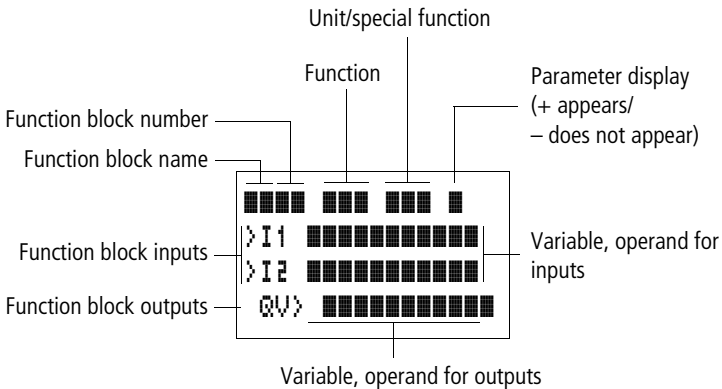 Unit/special function
Function
Parameter display
(+ appears/
– does not appear)
Function block number
Function block name
>I1
>I2
Function block inputs
Variable, operand for
inputs
Function block outputs
QV>
Variable, operand for outputs